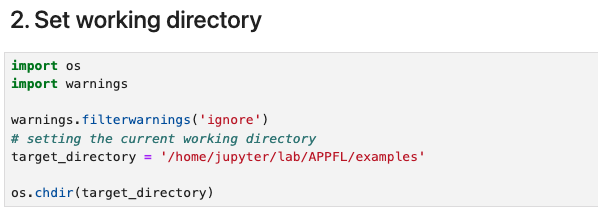 2. Set working directory
import os
import warnings
warnings.filterwarnings('ignore')
# setting the current working directory
target_directory = '/home/jupyter/lab/APPFL/examples'
os.chdir(target_directory)